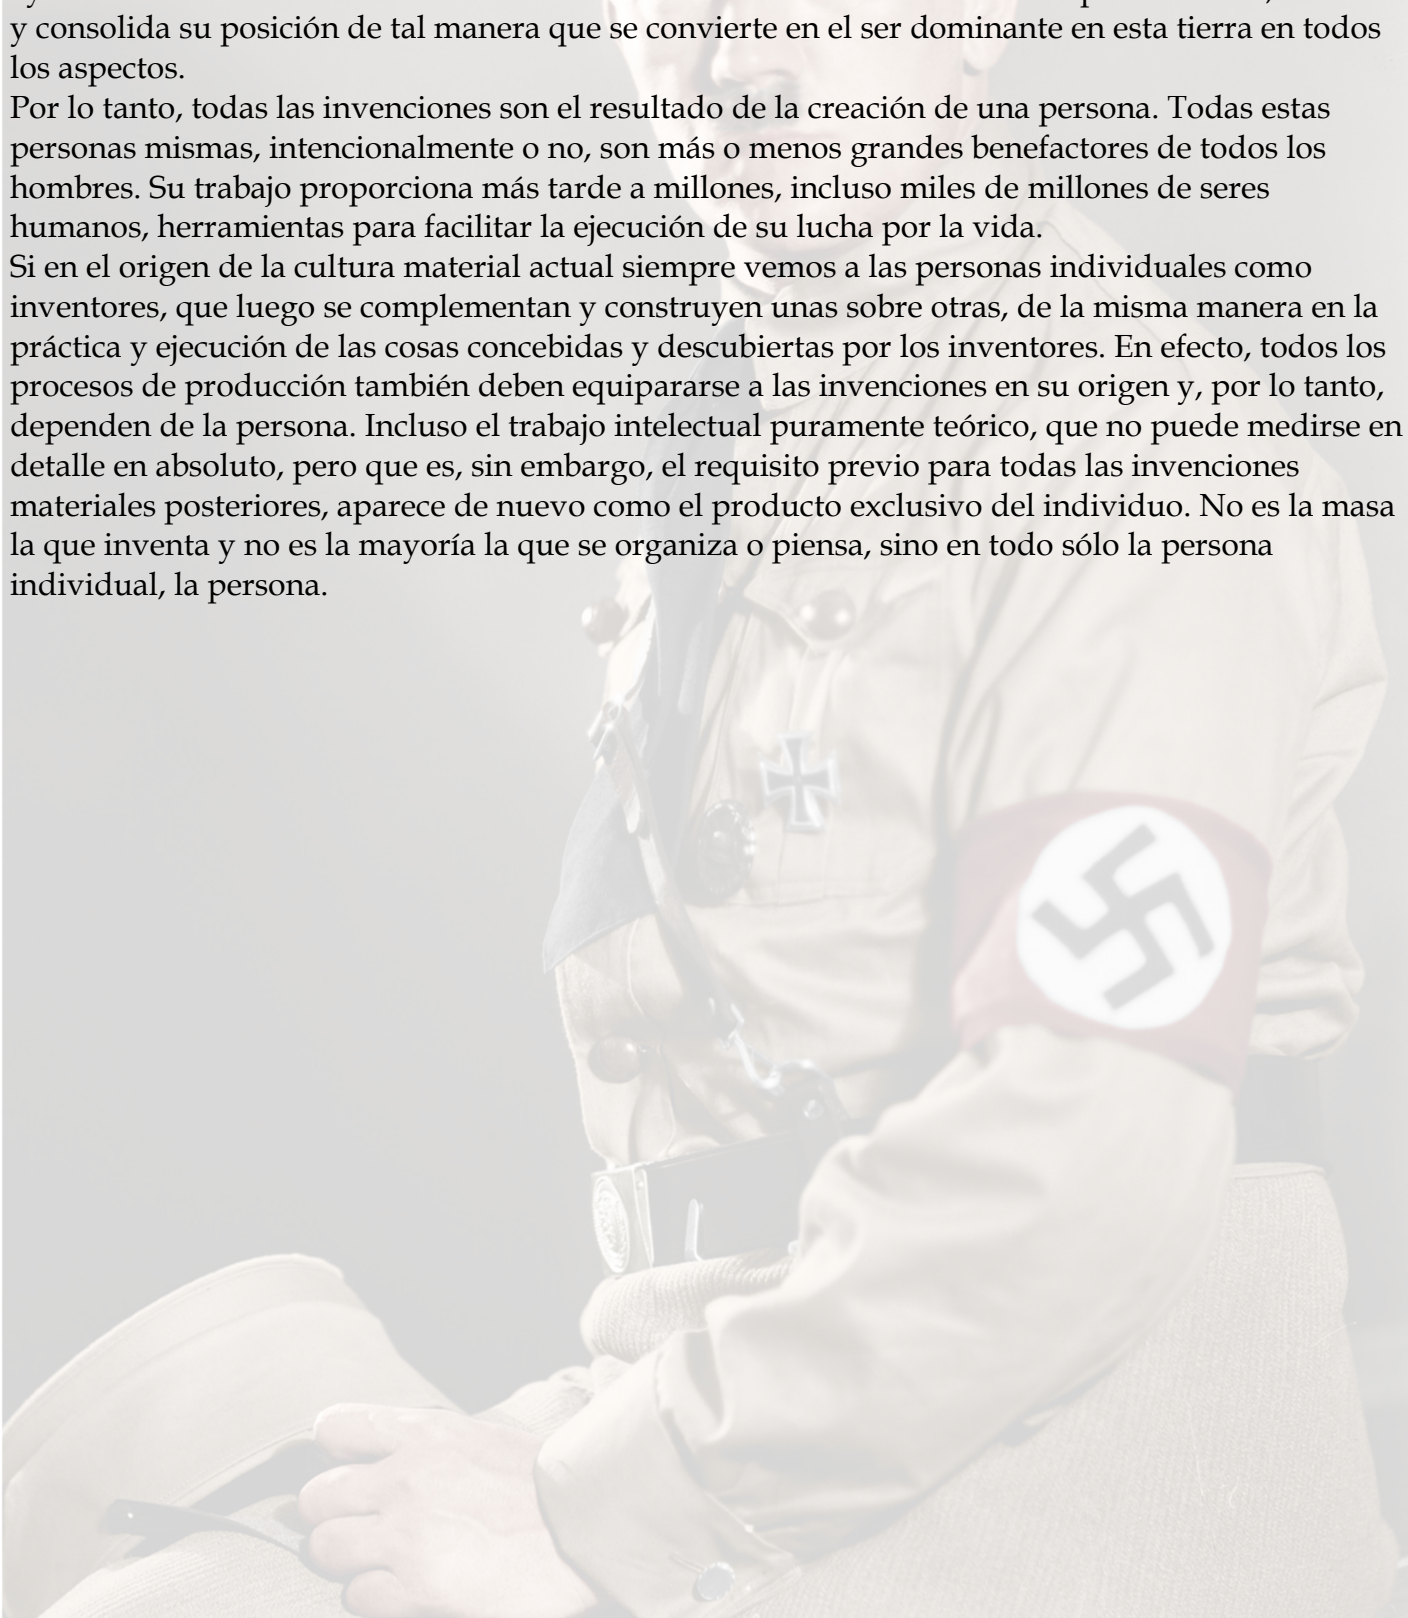 y consolida su posición de tal manera que se convierte en el ser dominante en esta tierra en todos
los aspectos.
Por lo tanto, todas las invenciones son el resultado de la creación de una persona. Todas estas
personas mismas, intencionalmente o no, son más o menos grandes benefactores de todos los
hombres. Su trabajo proporciona más tarde a millones, incluso miles de millones de seres
humanos, herramientas para facilitar la ejecución de su lucha por la vida.
Si en el origen de la cultura material actual siempre vemos a las personas individuales como
inventores, que luego se complementan y construyen unas sobre otras, de la misma manera en la
práctica y ejecución de las cosas concebidas y descubiertas por los inventores. En efecto, todos los
procesos de producción también deben equipararse a las invenciones en su origen y, por lo tanto,
dependen de la persona. Incluso el trabajo intelectual puramente teórico, que no puede medirse en
detalle en absoluto, pero que es, sin embargo, el requisito previo para todas las invenciones
materiales posteriores, aparece de nuevo como el producto exclusivo del individuo. No es la masa
la que inventa y no es la mayoría la que se organiza o piensa, sino en todo sólo la persona
individual, la persona.